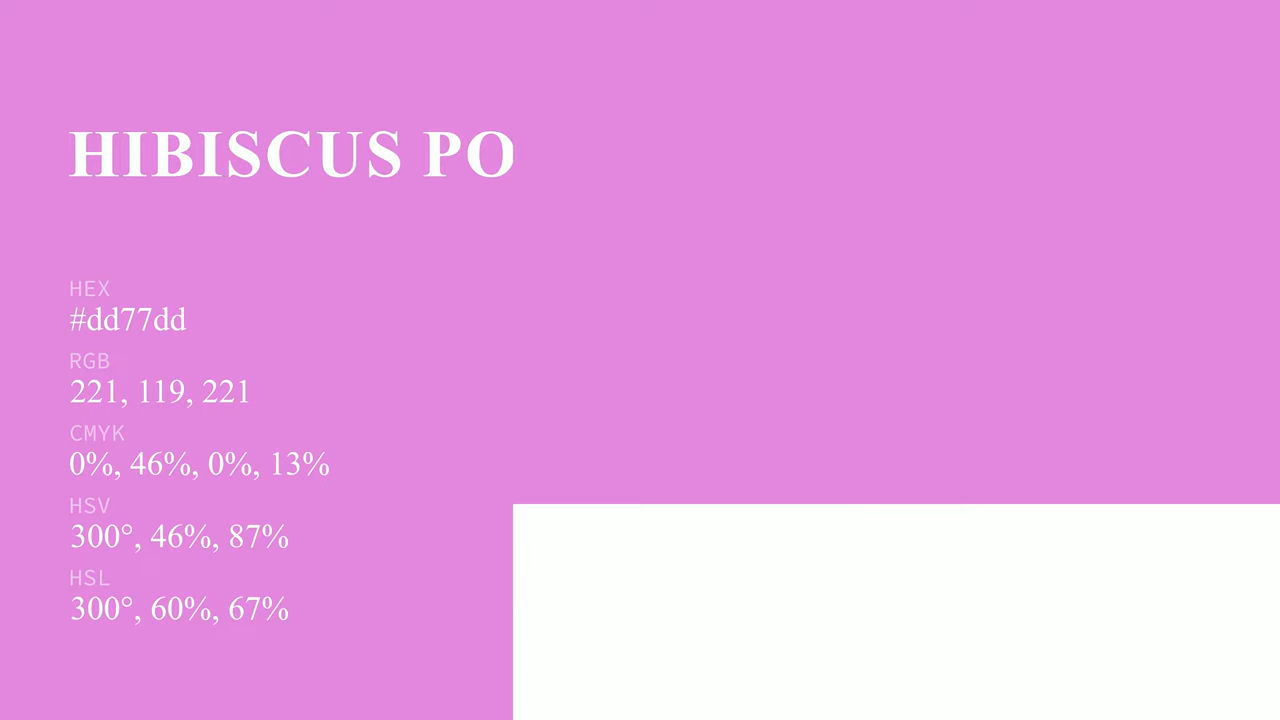 HIBISCUS PO
HEX
#dd77dd
RGB
221, 119, 221
CMYK
0%, 46%, 0%, 13%
HSV
300°, 46%, 87%
HSL
300°, 60%, 67%